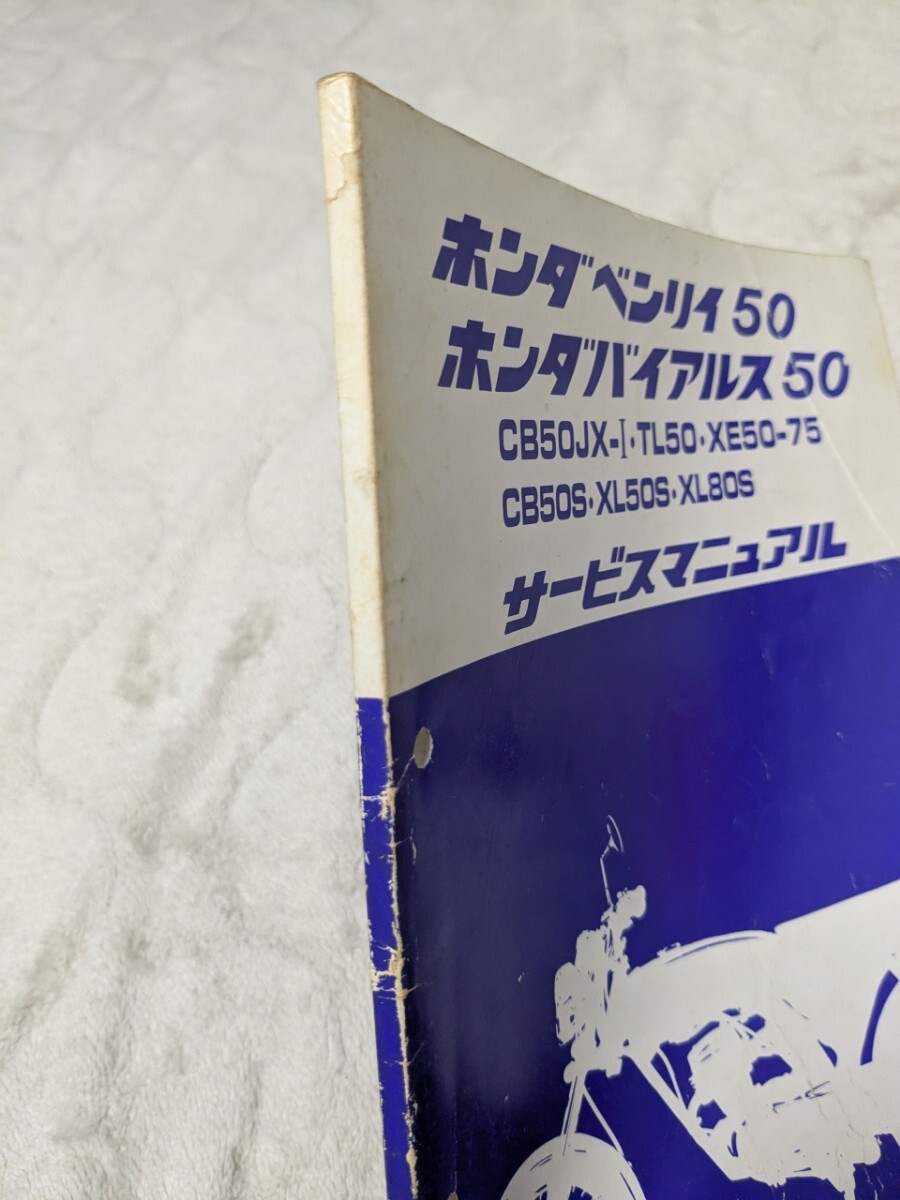 ホンダベンリイ50
ホンダバイアルス50
CB50JX-I・TL50・XE50-75
CB50S・XL50S・XL80S
サービスマニュアル